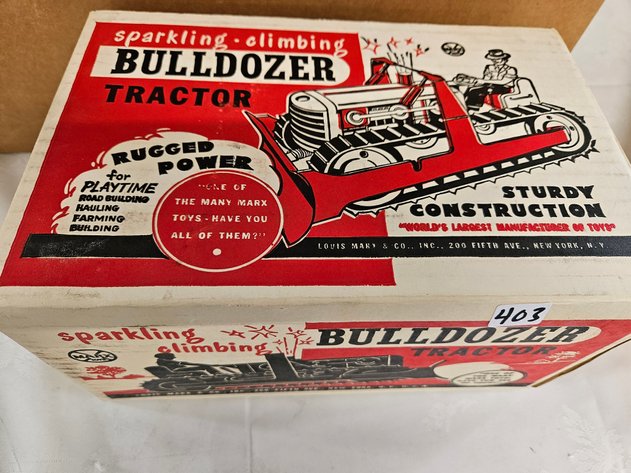 sparkling · climbing
BULLDOZER
TRACTOR
RUGGED
POWER
for
PLAYTIME
ROAD BUILDING
HAULING
FARMING
BUILDING
"ONE OF
THE MANY MARX
TOYS - HAVE YOU
ALL OF THEM?"
STURDY
CONSTRUCTION
"WORLD'S LARGEST MANUFACTURER OF TOYS"
LOUIS MARX & CO., INC., 200 FIFTH AVE., NEW YORK, N.Y.
403
sparkling
climbing
BULLDOZER
TRACTOR